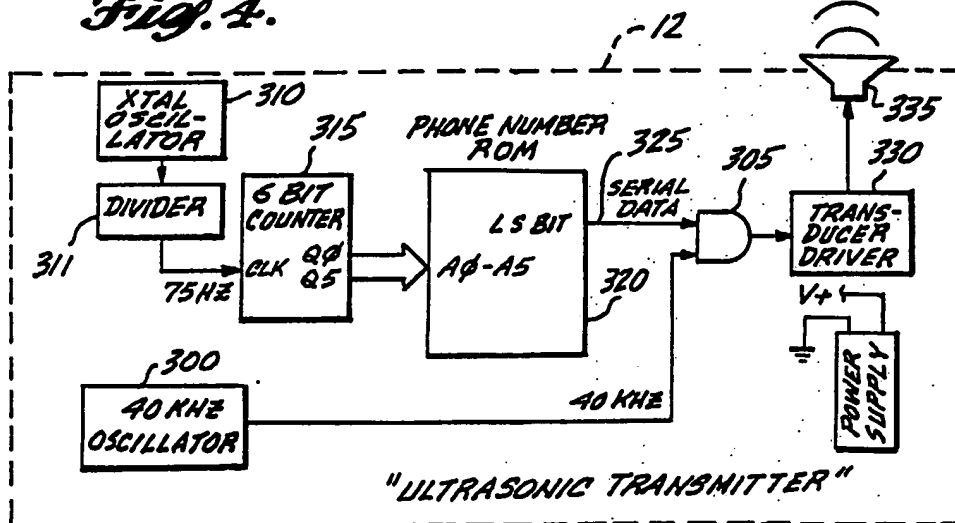 Fig. 4.
12
XTAL
OSCIL-
LATOR
310
DIVIDER
311
75HZ
315
6 BIT
COUNTER
QØ
CLK
Q5
PHONE NUMBER
ROM
LS BIT
AØ-A5
320
325
SERIAL
DATA
305
330
TRANS-
DUCER
DRIVER
335
V+
POWER
SUPPLY
300
40 KHZ
OSCILLATOR
40 KHZ
"ULTRASONIC TRANSMITTER"